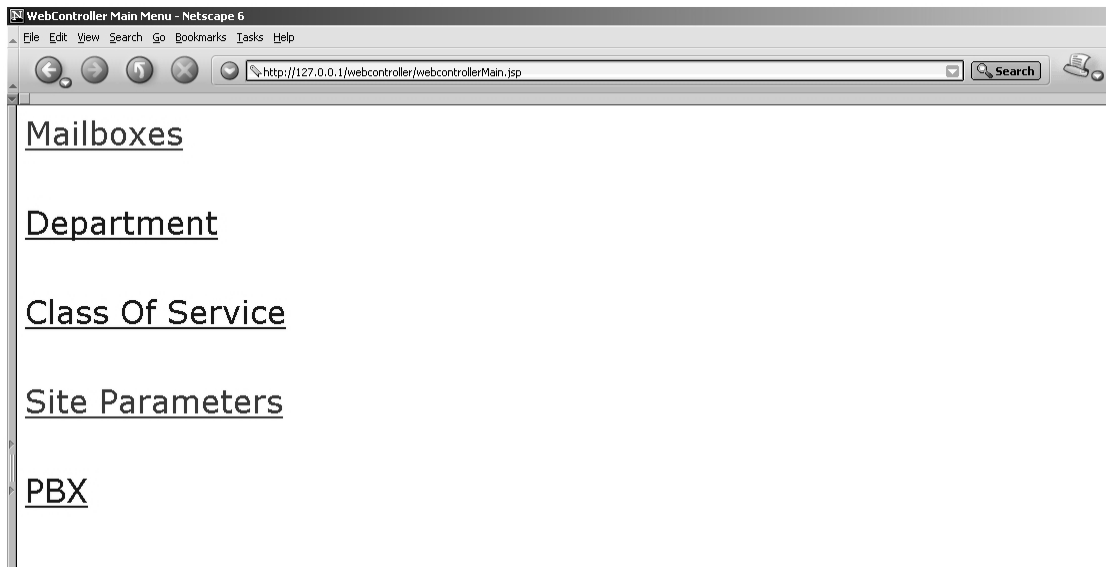 WebController Main Menu - Netscape 6
File Edit View Search Go Bookmarks Tasks Help
http://127.0.0.1/webcontroller/webcontrollerMain.jsp Search
Mailboxes
Department
Class Of Service
Site Parameters
PBX